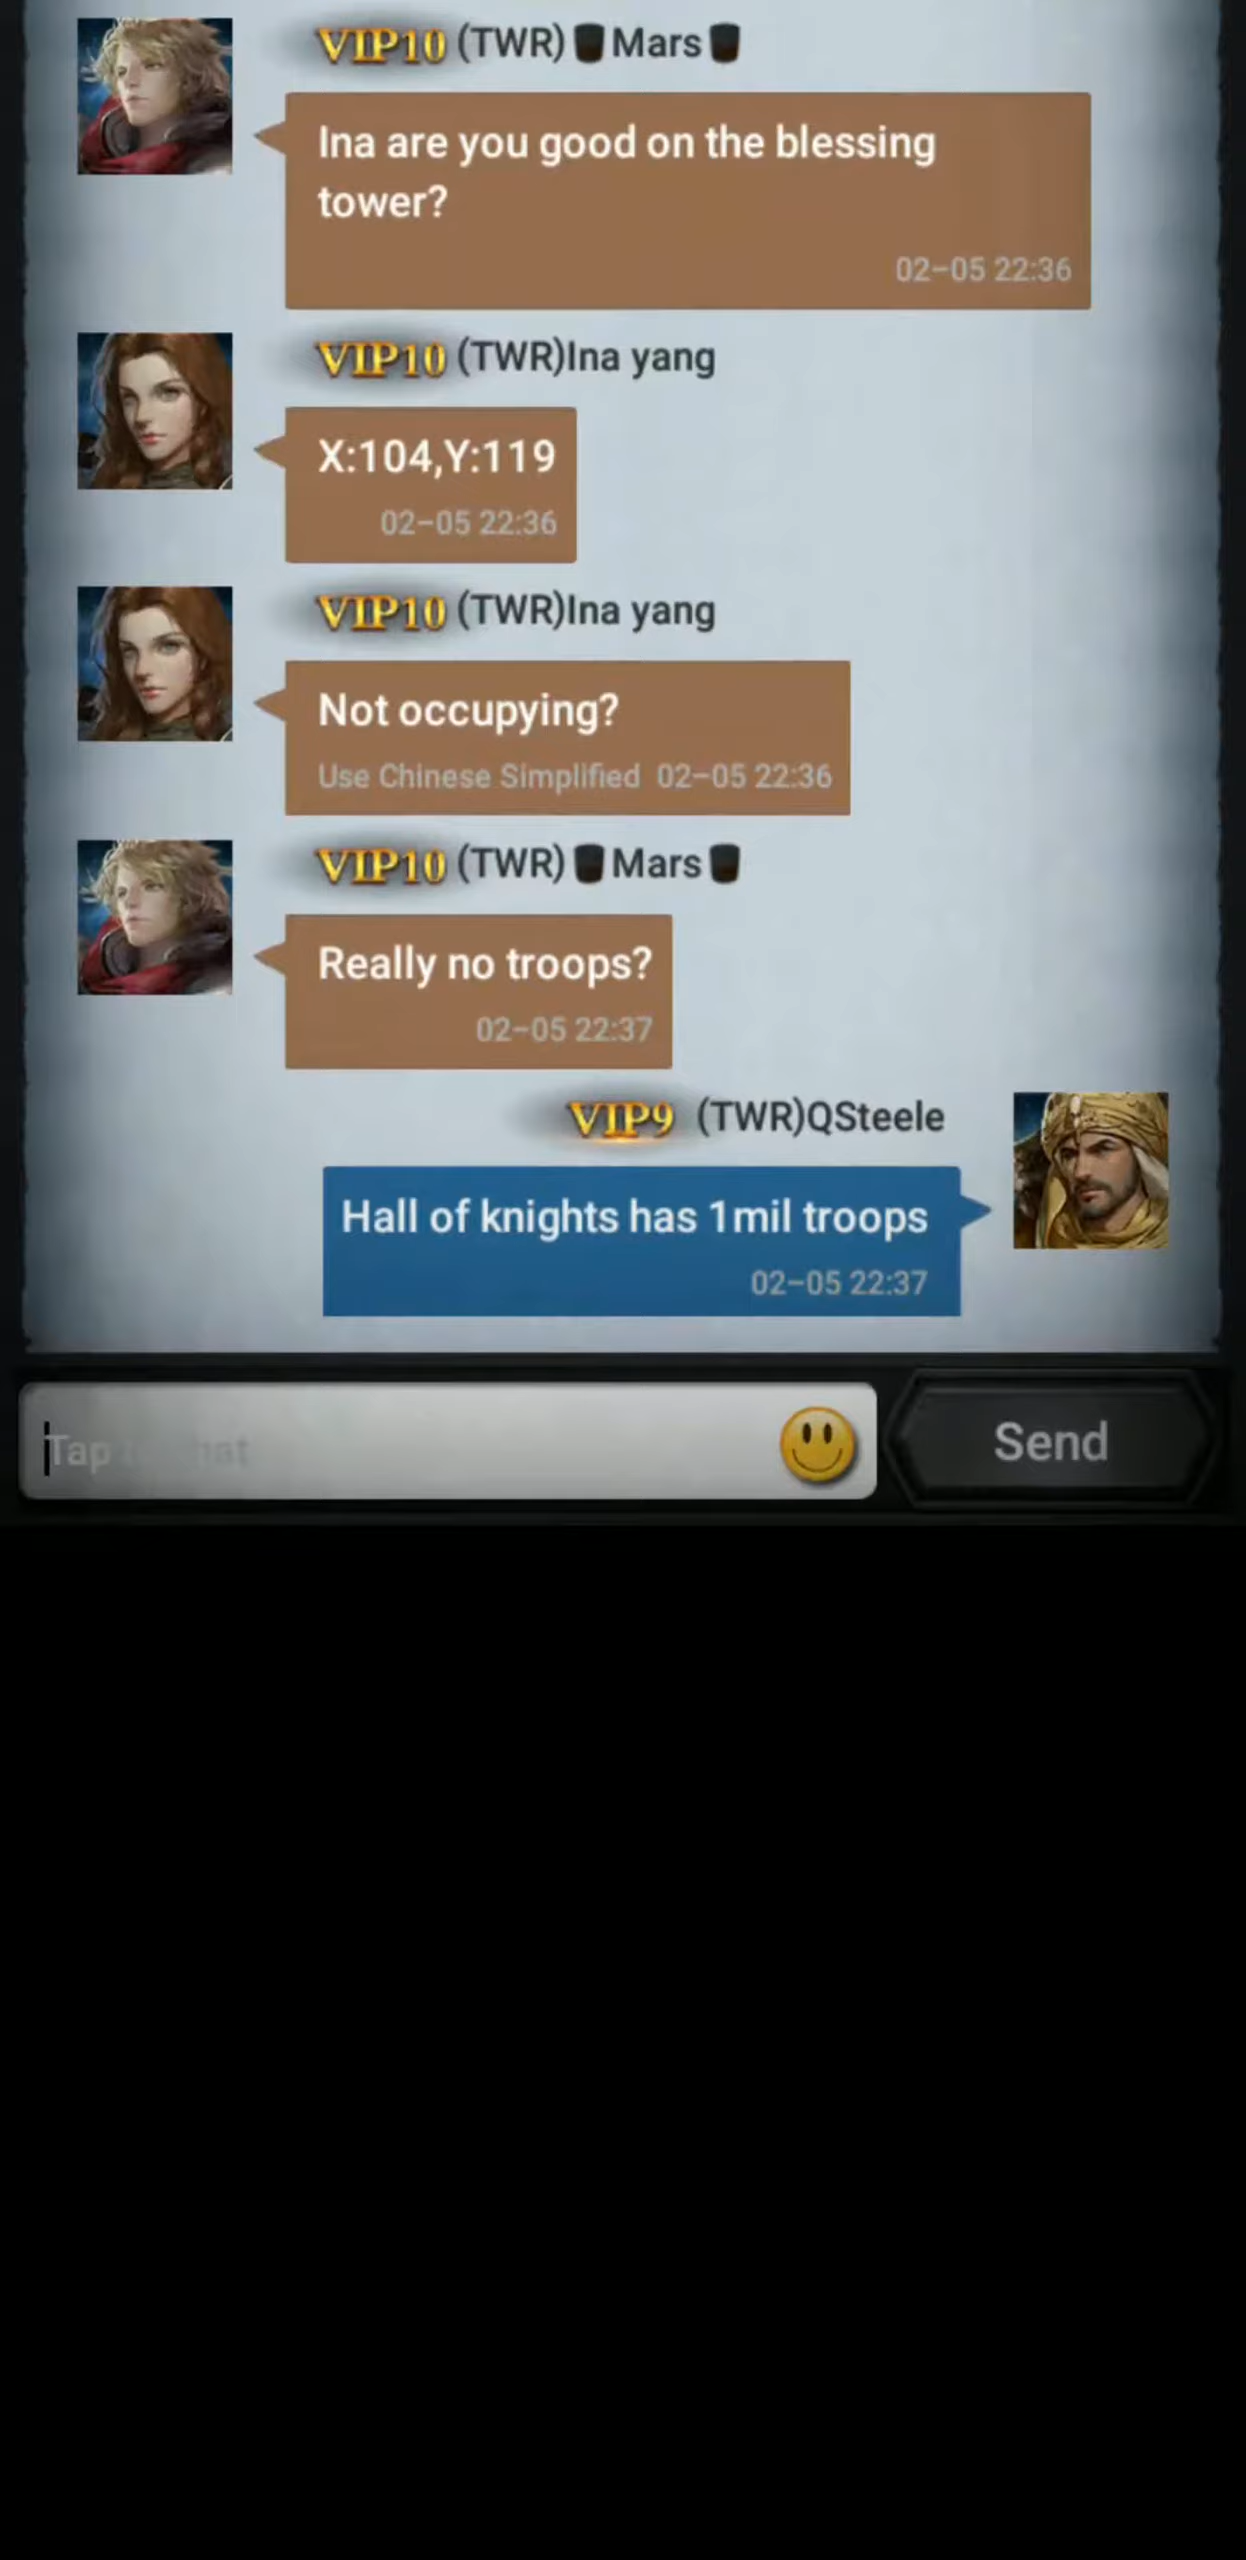 VIP10 (TWR) Mars
Ina are you good on the blessing
tower?
02-05 22:36
VIP10 (TWR)Ina yang
X:104,Y:119
02-05 22:36
VIP10 (TWR)Ina yang
Not occupying?
Use Chinese Simplified 02-05 22:36
VIP10 (TWR) Mars
Really no troops?
02-05 22:37
VIP9 (TWR)QSteele
Hall of knights has 1mil troops
02-05 22:37
Tap
Send